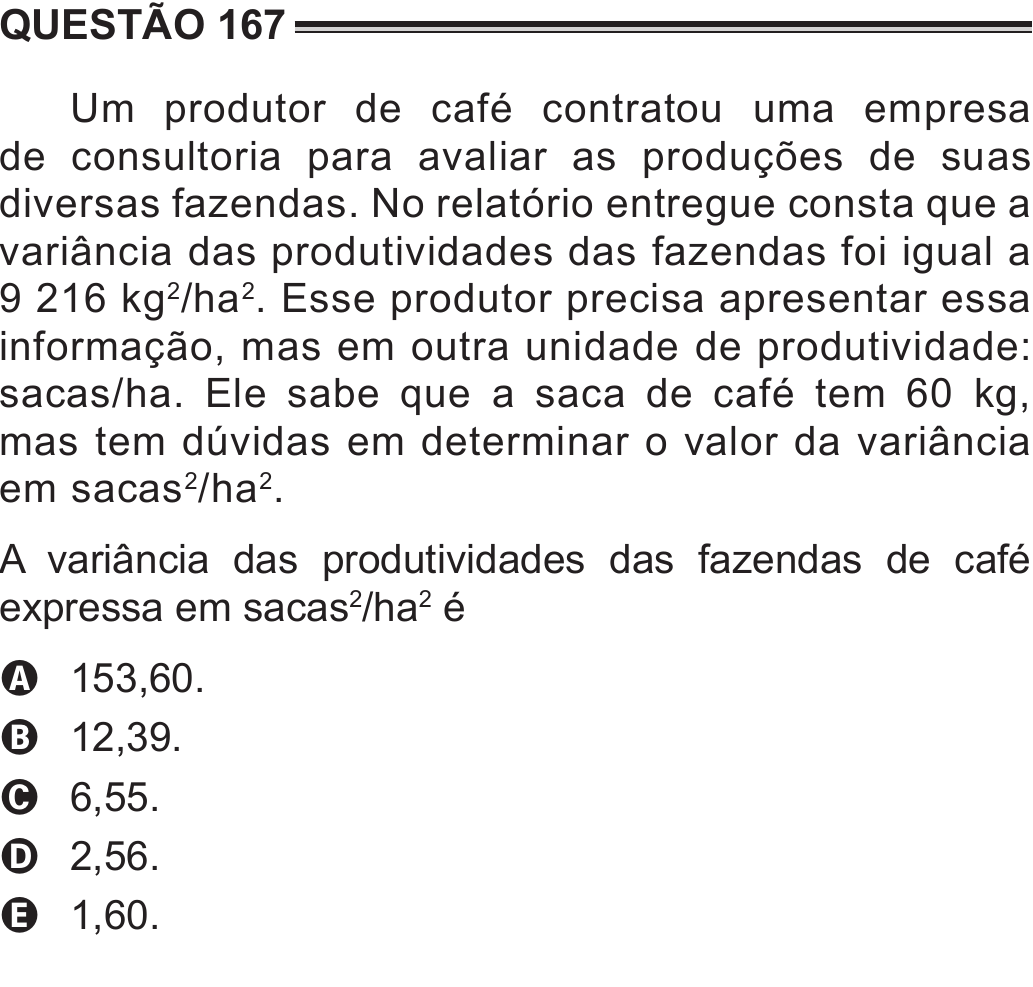 QUESTÃO 167
Um produtor de café contratou uma empresa
de consultoria para avaliar as produções de suas
diversas fazendas. No relatório entregue consta que a
variância das produtividades das fazendas foi igual a
9 216 kg²/ha². Esse produtor precisa apresentar essa
informação, mas em outra unidade de produtividade:
sacas/ha. Ele sabe que a saca de café tem 60 kg,
mas tem dúvidas em determinar o valor da variância
em sacas²/ha².
A variância das produtividades das fazendas de café
expressa em sacas²/ha² é
A 153,60.
B 12,39.
C 6,55.
D 2,56.
E 1,60.